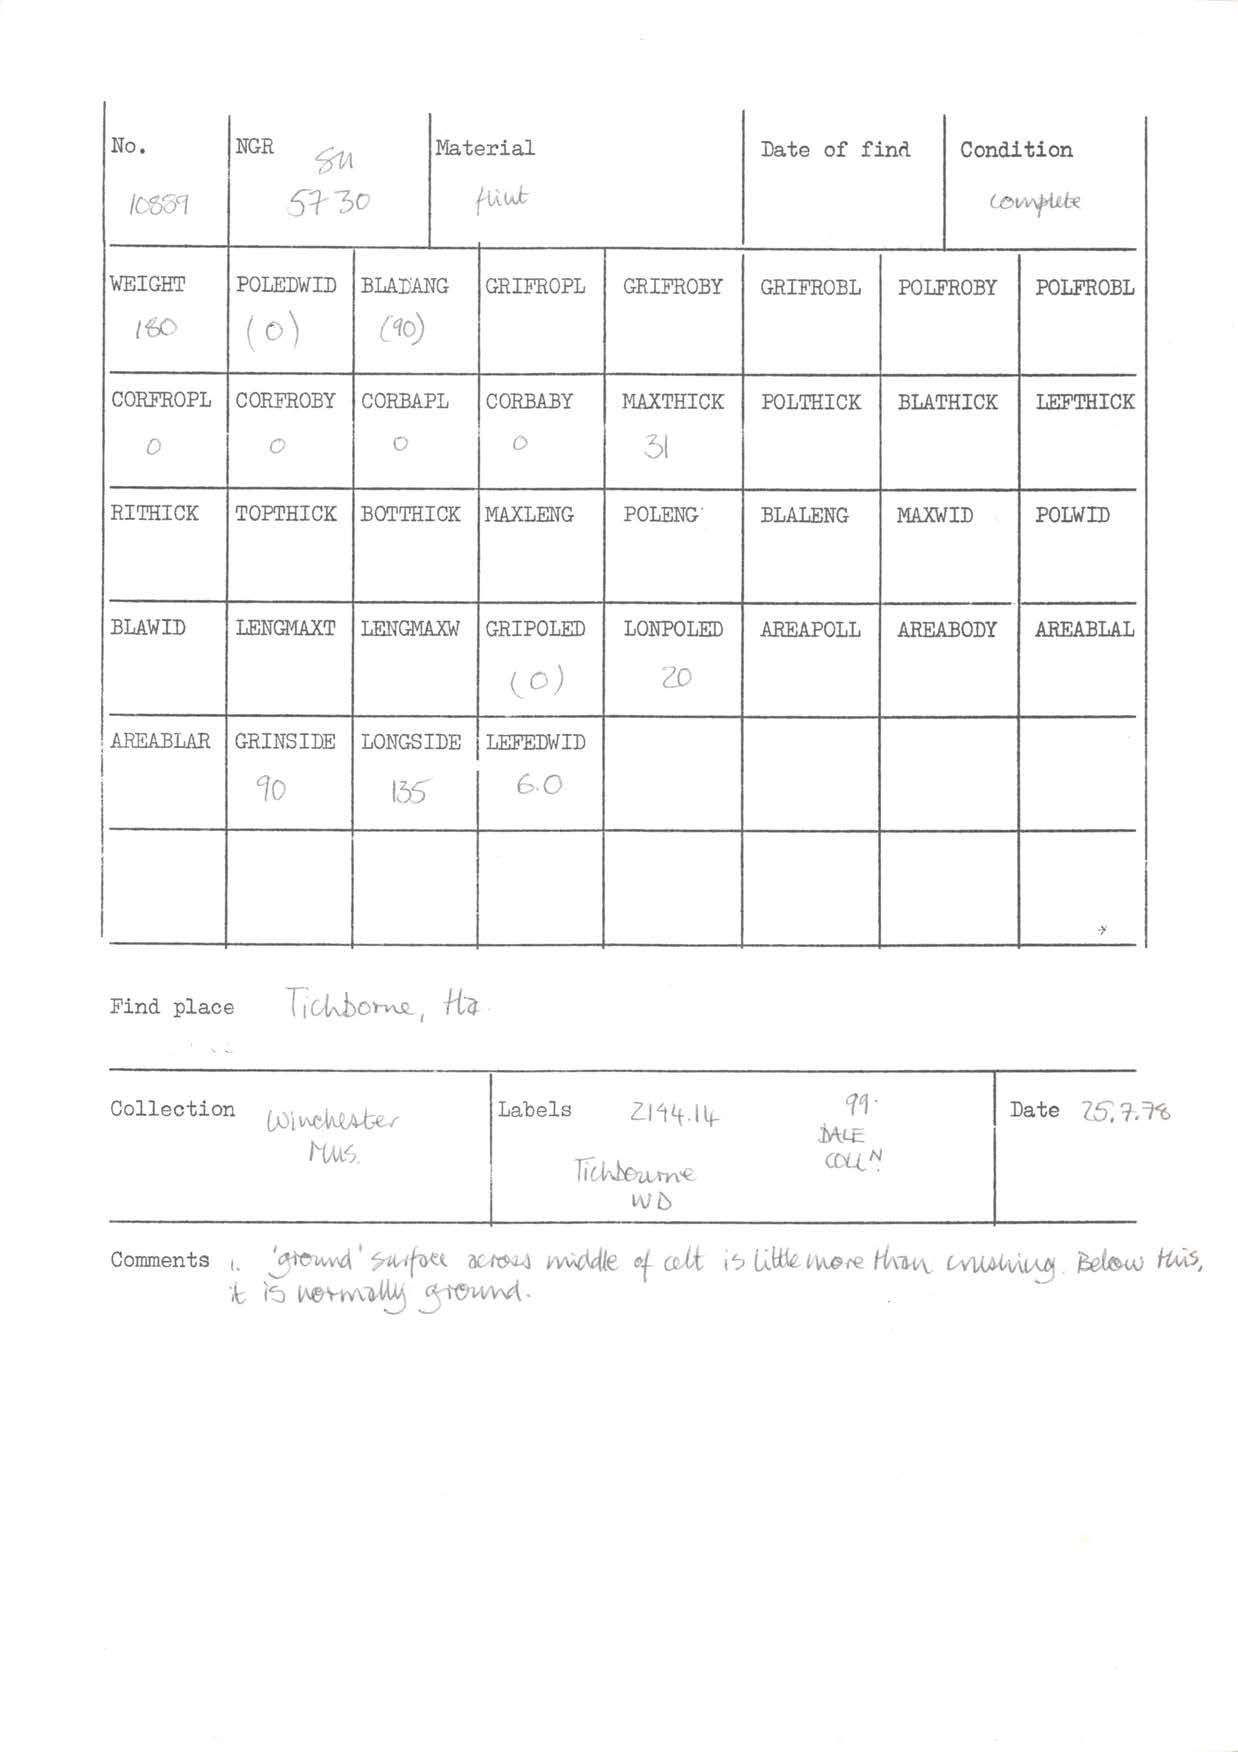 No. NGR Material Date of find Condition
SU
10889 57 30 flint complete
WEIGHT POLEDWID BLADANG GRIFROPL GRIFROBY GRIFROBL POLFROBY POLFROBL
180 (0) (90)
CORFROPL CORFROBY CORBAPL CORBABY MAXTHICK POLTHICK BLATHICK LEFTHICK
0 0 0 0 31
RITHICK TOPTHICK BOTTHICK MAXLENG POLENG BLALENG MAXWID POLWID
BLAWID LENGMAXT LENGMAXW GRIPOLED LONPOLED AREAPOLL AREABODY AREABLAL
(0) 20
AREABLAR GRINSIDE LONGSIDE LEFEDWID
90 135 6.0
Find place Tichborne, Ha.
Collection Winchester Mus.
Labels 2194.14 99.
DALE
COLLN.
Tichbourne
WD
Date 25.7.78
Comments 1. 'ground' surface across middle of celt is little more than crushing. Below this,
it is normally ground.